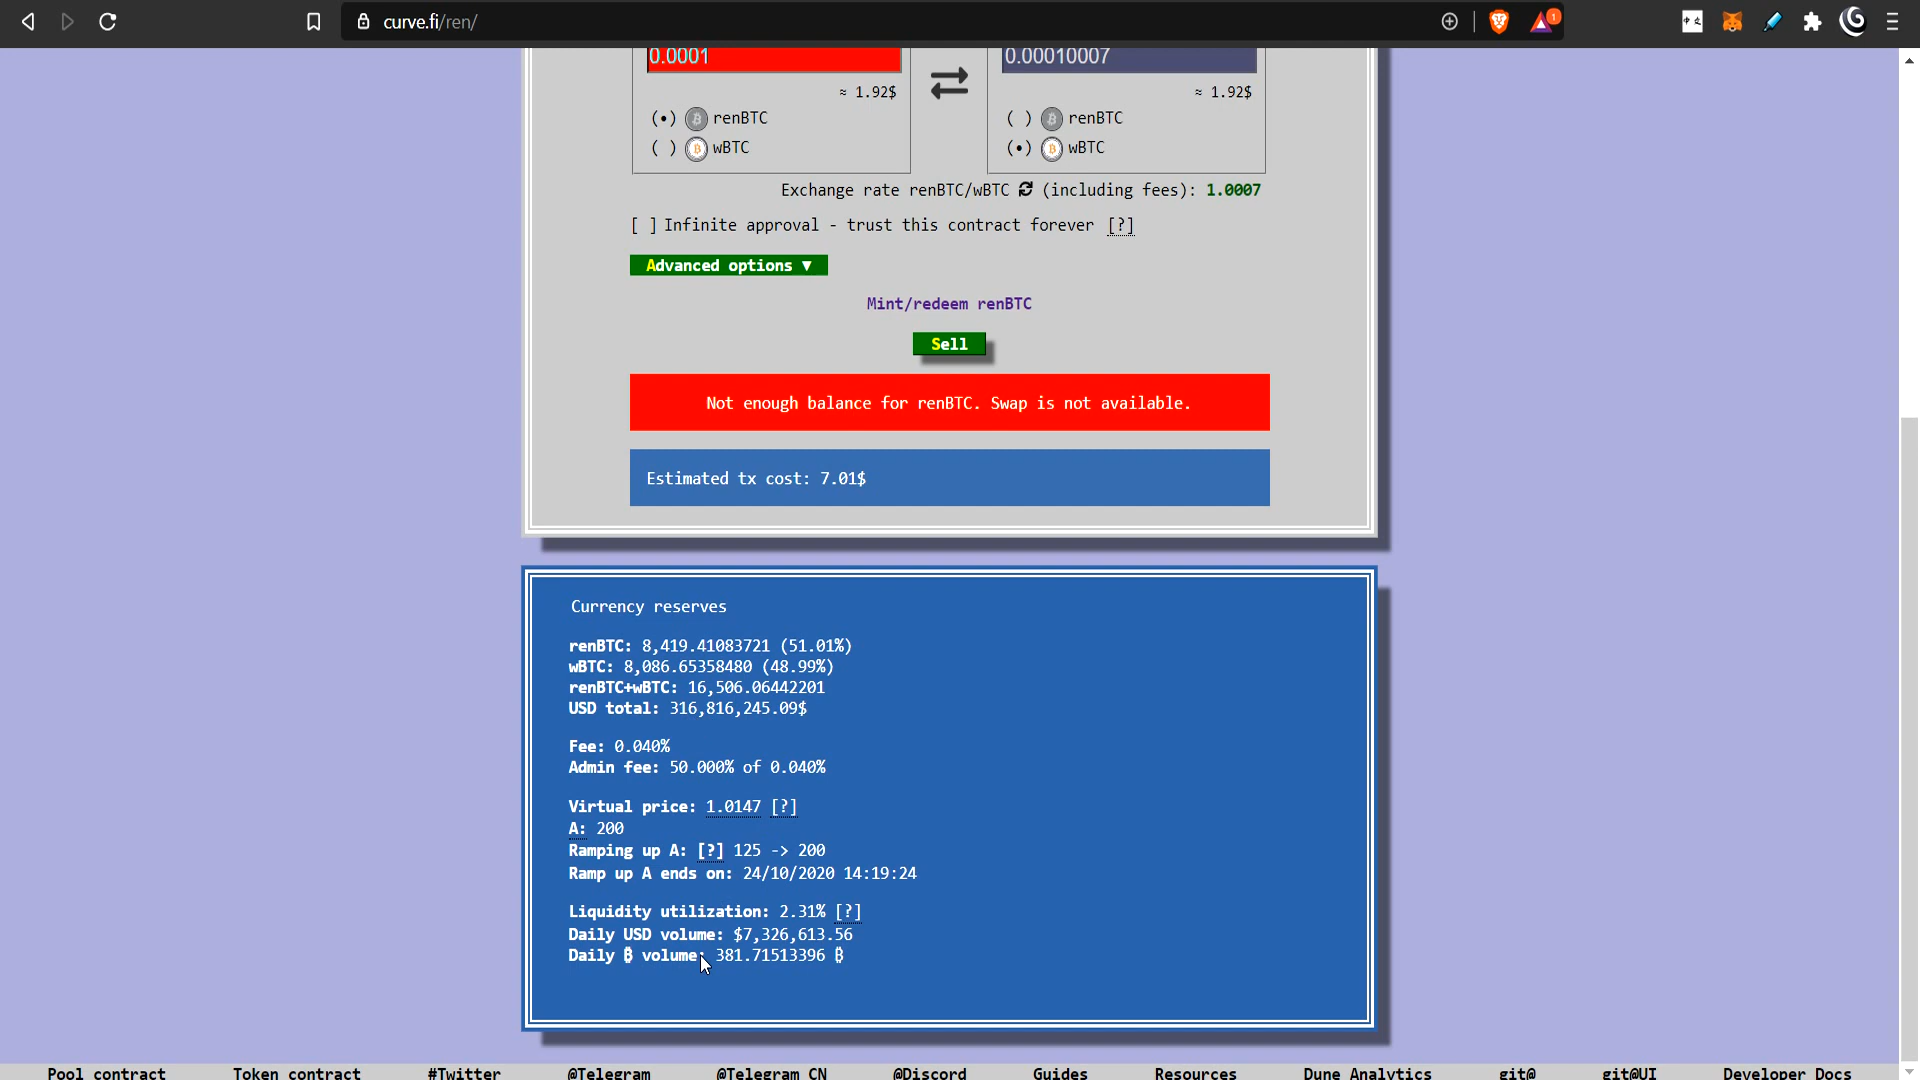 curve.fi/ren/
1
0.0001
0.00010007
≈ 1.92$
≈ 1.92$
(•) renBTC
( ) renBTC
( ) wBTC
(•) wBTC
Exchange rate renBTC/wBTC (including fees): 1.0007
[ ] Infinite approval - trust this contract forever [?]
Advanced options ▼
Mint/redeem renBTC
Sell
Not enough balance for renBTC. Swap is not available.
Estimated tx cost: 7.01$
Currency reserves
renBTC: 8,419.41083721 (51.01%)
wBTC: 8,086.65358480 (48.99%)
renBTC+wBTC: 16,506.06442201
USD total: 316,816,245.09$
Fee: 0.040%
Admin fee: 50.000% of 0.040%
Virtual price: 1.0147 [?]
A: 200
Ramping up A: [?] 125 -> 200
Ramp up A ends on: 24/10/2020 14:19:24
Liquidity utilization: 2.31% [?]
Daily USD volume: $7,326,613.56
Daily ₿ volume: 381.71513396 ₿
Pool contract Token contract #Twitter @Telegram @Telegram CN @Discord Guides Resources Dune Analytics git@ git@UI Developer Docs